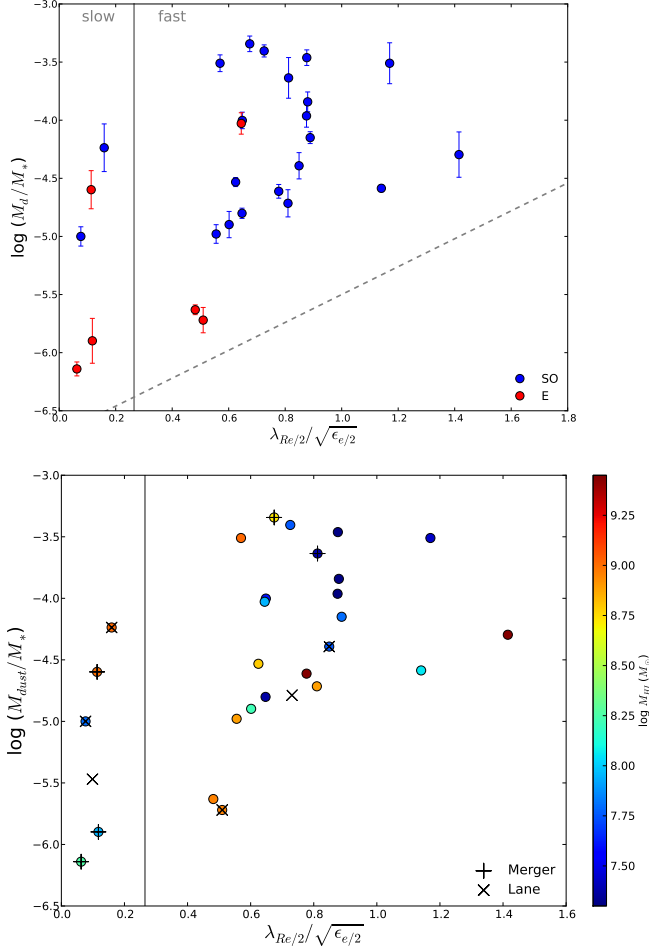 slow fast
−3.0
−3.5
−4.0
−4.5
−5.0
−5.5
−6.0
−6.5
log (M_d/M_*)
0.0 0.2 0.4 0.6 0.8 1.0 1.2 1.4 1.6 1.8
λ_{Re/2}/√ϵ_{e/2}
SO
E
−3.0
−3.5
−4.0
−4.5
−5.0
−5.5
−6.0
−6.5
log (M_{dust}/M_*)
0.0 0.2 0.4 0.6 0.8 1.0 1.2 1.4 1.6
λ_{Re/2}/√ϵ_{e/2}
Merger
Lane
9.25
9.00
8.75
8.50
8.25
8.00
7.75
7.50
log M_{HI} (M_⊙)